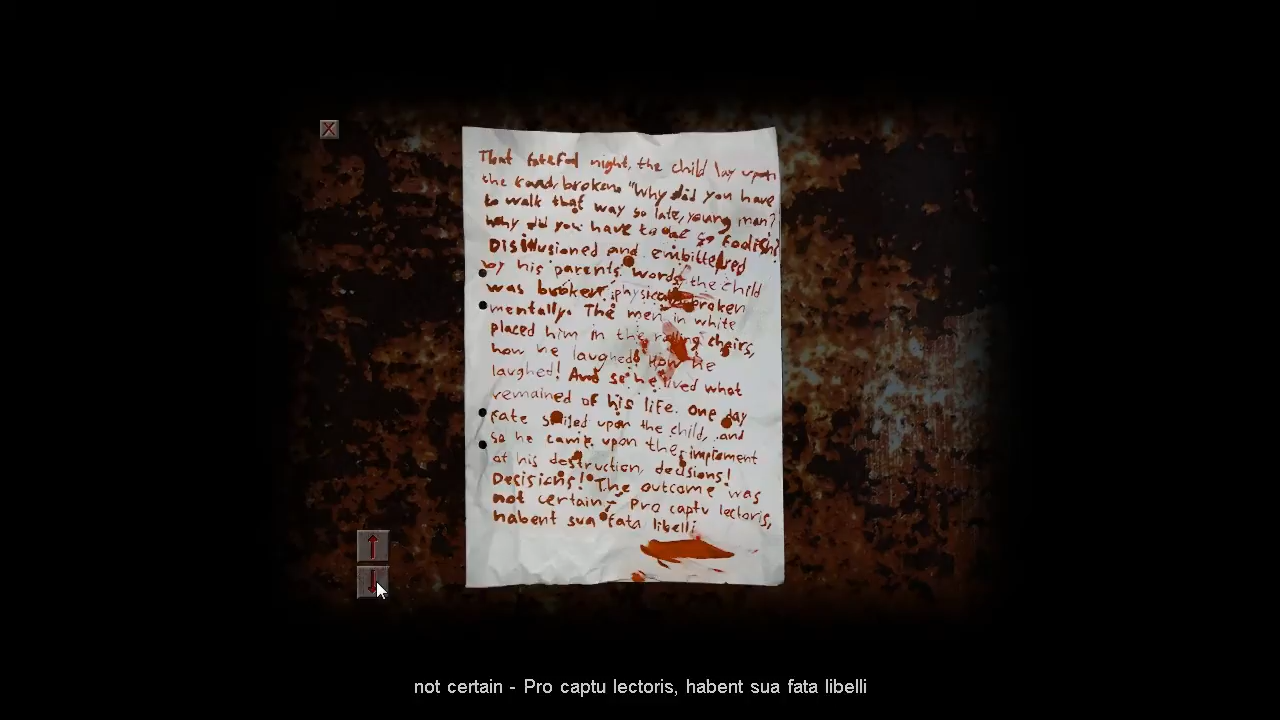 That fateful night, the child lay upon
the road, broken. "Why did you have
to walk that way so late, young man?
Why did you have to be so foolish?
Disillusioned and embittered
by his parents words the child
was broken, physically broken
mentally. The men in white
placed him in the rolling chairs,
how he laughed! How he
laughed! And so he lived what
remained of his life. One day
fate smiled upon the child, and
so he came upon the implement
of his destruction, decisions!
Decisions! The outcome was
not certain - Pro captu lectoris,
habent sua fata libelli
not certain - Pro captu lectoris, habent sua fata libelli